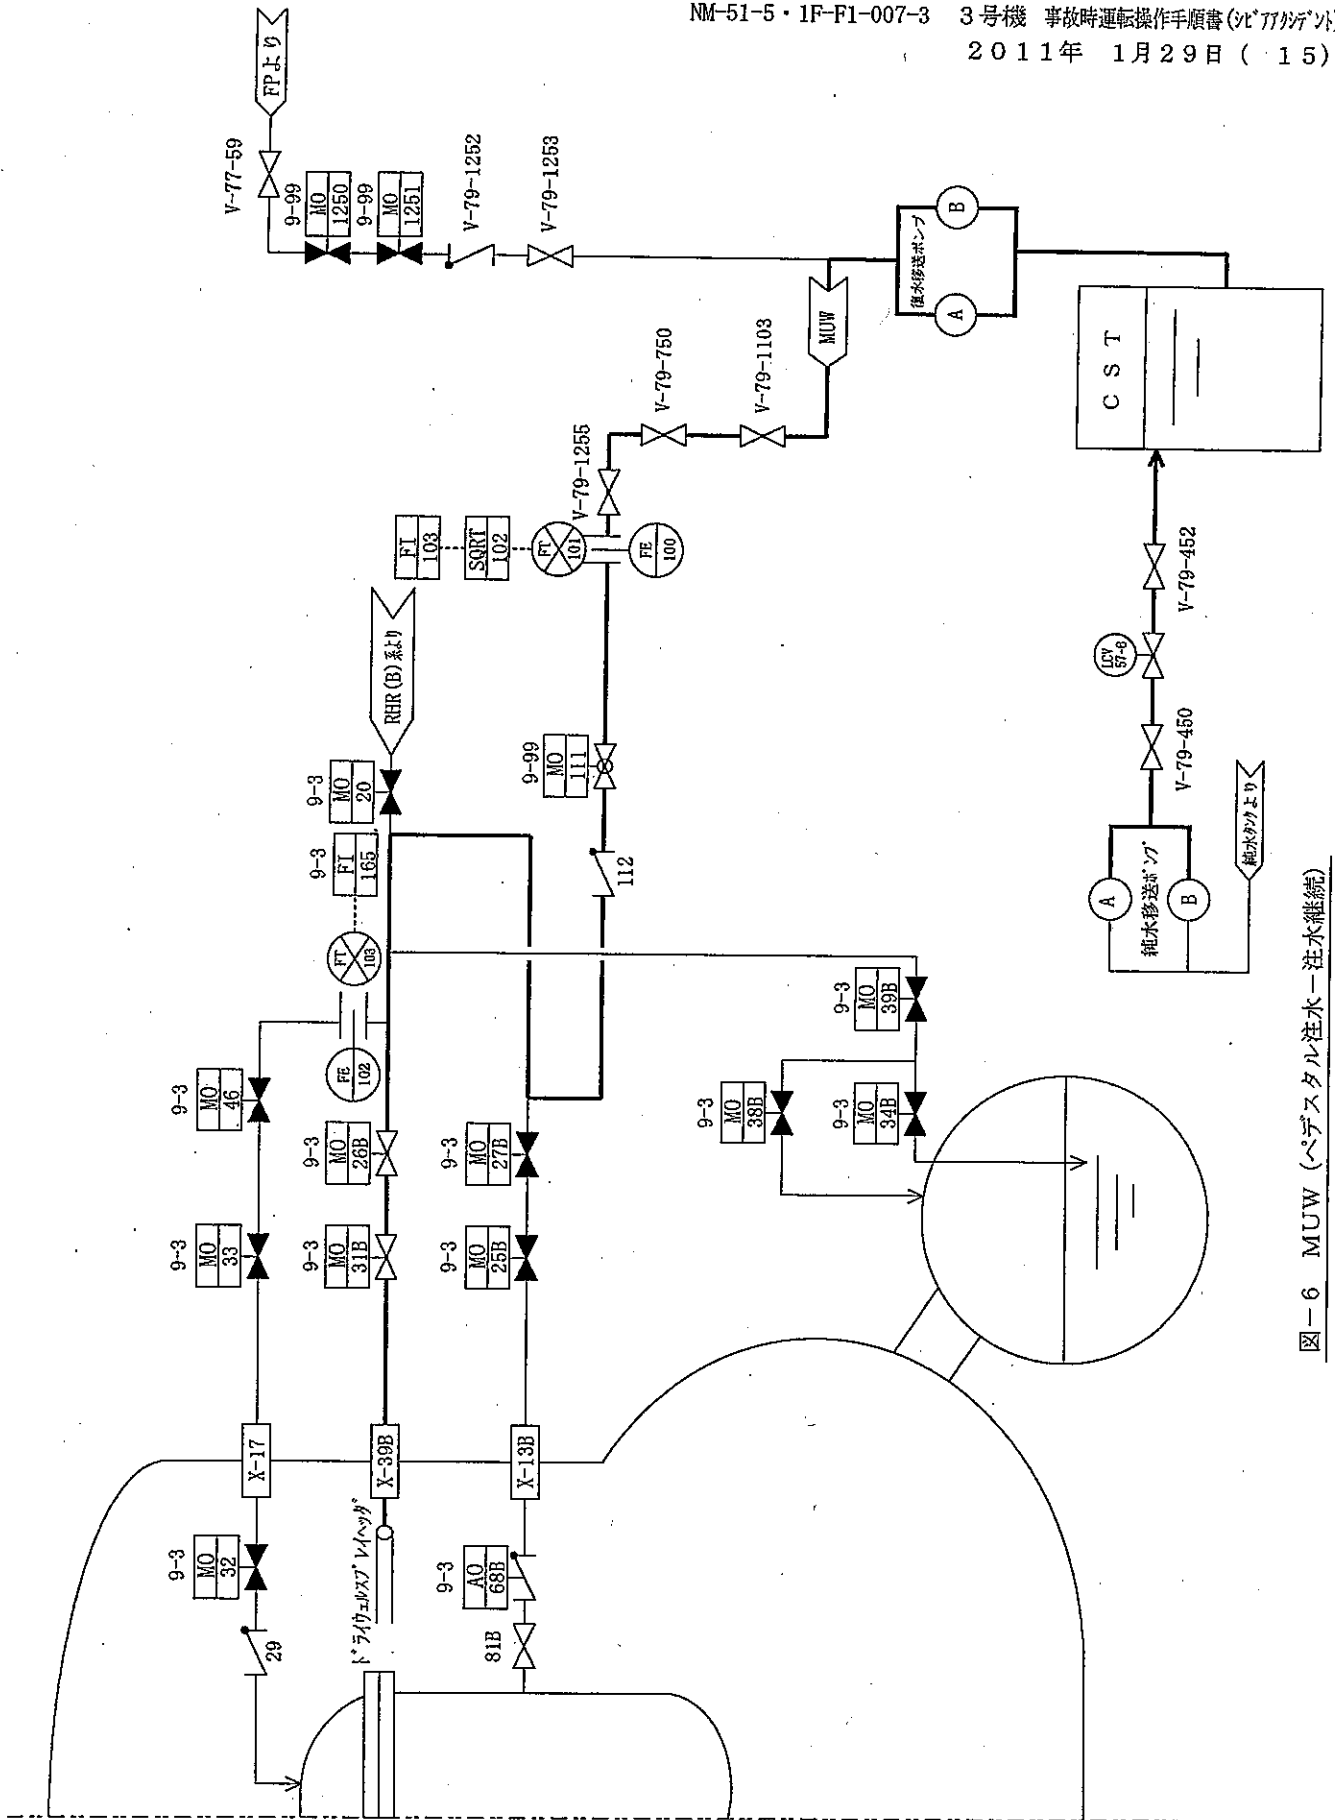 NM-51-5・1F-F1-007-3 3号機 事故時運転操作手順書(シビアアクシデント)
2011年 1月29日 ( 15)
FPより
V-77-59
9-99
MO
1250
9-99
MO
1251
V-79-1252
V-79-1253
復水移送ポンプ
A
B
MUW
V-79-750
V-79-1103
V-79-1255
CST
FI
103
SQRT
102
FT
101
FE
100
RHR(B)系より
9-3
MO
20
9-3
FI
165
FT
103
FE
102
9-99
MO
111
112
V-79-452
LCV
57-6
V-79-450
純水移送ポンプ
A
B
純水タンクより
9-3
MO
46
9-3
MO
33
9-3
MO
26B
9-3
MO
31B
9-3
MO
27B
9-3
MO
25B
9-3
MO
39B
9-3
MO
38B
9-3
MO
34B
X-17
X-39B
X-13B
9-3
MO
32
29
ドライウェルスプレイヘッダ
9-3
AO
68B
81B
図-6 MUW (ペデスタル注水-注水継続)